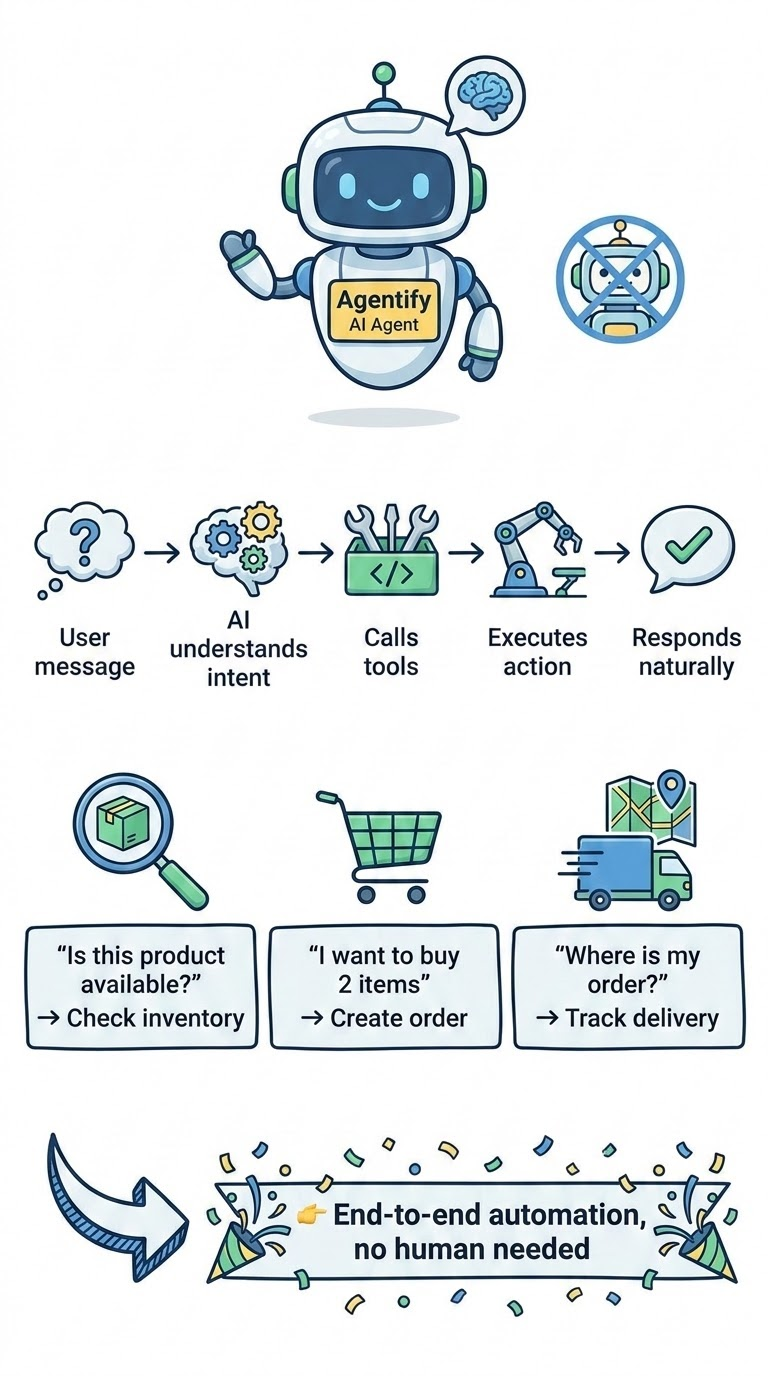 Agentify
AI Agent
?
User
message
AI
understands
intent
</>
Calls
tools
Executes
action
Responds
naturally
“Is this product
available?”
→ Check inventory
“I want to buy
2 items”
→ Create order
“Where is my
order?”
→ Track delivery
👉 End-to-end automation,
no human needed